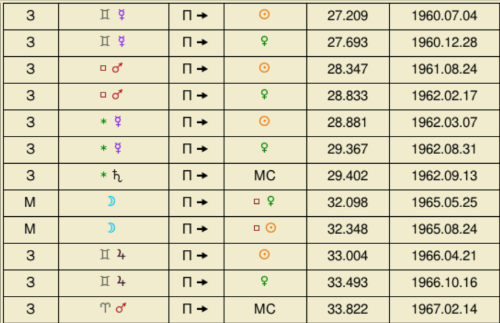 З ♊ ☿ П → ☉ 27.209 1960.07.04
З ♊ ☿ П → ♀ 27.693 1960.12.28
З □ ♂ П → ☉ 28.347 1961.08.24
З □ ♂ П → ♀ 28.833 1962.02.17
З * ☿ П → ☉ 28.881 1962.03.07
З * ☿ П → ♀ 29.367 1962.08.31
З * ♄ П → MC 29.402 1962.09.13
М ☽ П → □ ♀ 32.098 1965.05.25
М ☽ П → □ ☉ 32.348 1965.08.24
З ♊ ♃ П → ☉ 33.004 1966.04.21
З ♊ ♃ П → ♀ 33.493 1966.10.16
З ♈ ♂ П → MC 33.822 1967.02.14